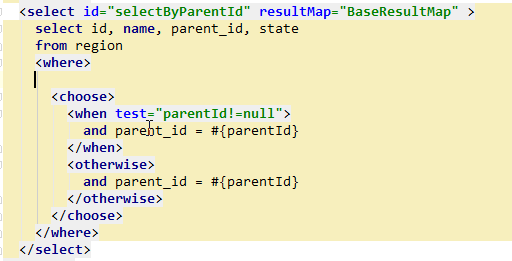 <select id="selectByParentId" resultMap="BaseResultMap" >
select id, name, parent_id, state
from region
<where>
<choose>
<when test="parentId!=null">
and parent_id = #{parentId}
</when>
<otherwise>
and parent_id = #{parentId}
</otherwise>
</choose>
</where>
</select>